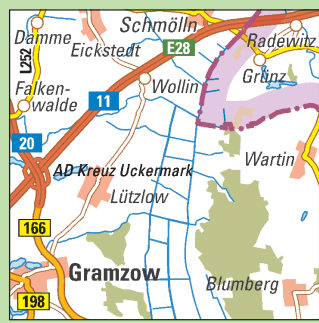 Schmölln
Damme
Eickstedt
E28
Radewitz
L252
Grünz
Falken-
walde
Wollin
11
20
Wartin
AD Kreuz Uckermark
Lützlow
166
Gramzow
Blumberg
198